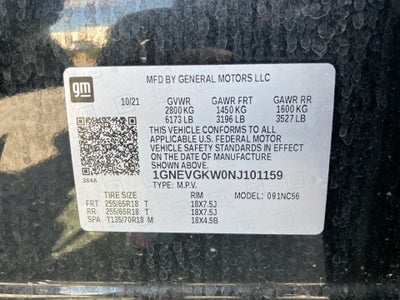 gm
MFD BY GENERAL MOTORS LLC
10/21 GVWR GAWR FRT GAWR RR
2800 KG 1450 KG 1600 KG
6173 LB 3196 LB 3527 LB
THIS VEHICLE CONFORMS TO ALL
APPLICABLE U.S. FEDERAL MOTOR
VEHICLE SAFETY STANDARDS IN EFFECT
ON THE DATE OF MANUFACTURE
SHOWN ABOVE.
1GNEVGKW0NJ101159
384A TYPE: M.P.V.
TIRE SIZE RIM MODEL: 091NC56
FRT 255/65R18 T 18X7.5J
RR 255/65R18 T 18X7.5J
SPA T135/70R18 M 18X4.5B